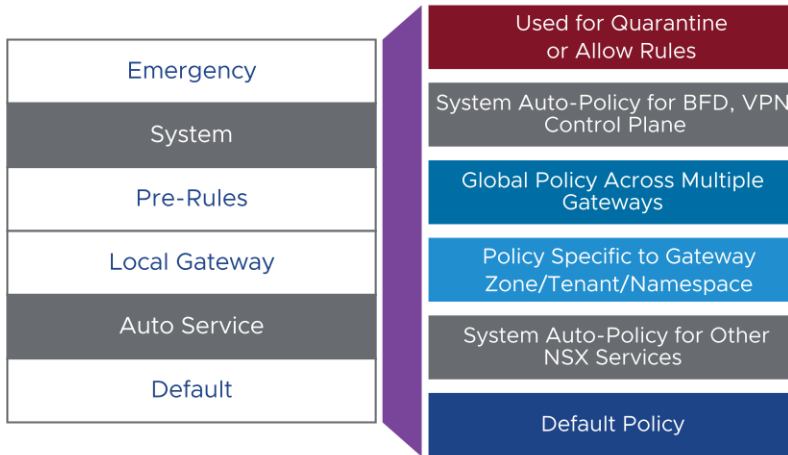 Emergency
System
Pre-Rules
Local Gateway
Auto Service
Default
Used for Quarantine
or Allow Rules
System Auto-Policy for BFD, VPN
Control Plane
Global Policy Across Multiple
Gateways
Policy Specific to Gateway
Zone/Tenant/Namespace
System Auto-Policy for Other
NSX Services
Default Policy